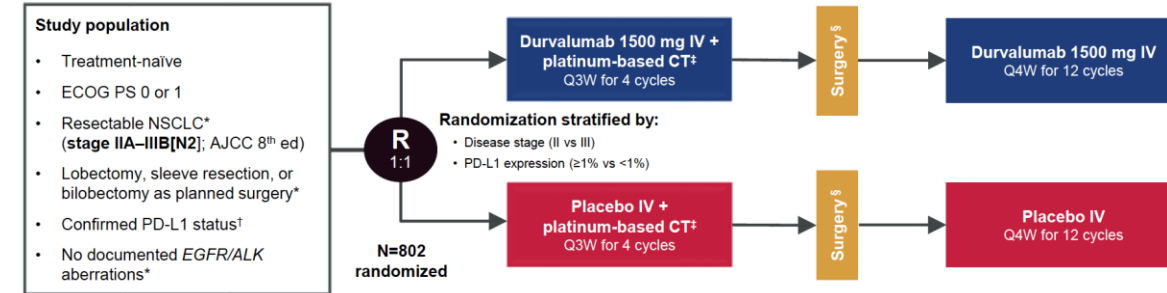 Study population
• Treatment-naïve
• ECOG PS 0 or 1
• Resectable NSCLC*
(stage IIA–IIIB[N2]; AJCC 8th ed)
• Lobectomy, sleeve resection, or
bilobectomy as planned surgery*
• Confirmed PD-L1 status†
• No documented EGFR/ALK
aberrations*
R
1:1
N=802
randomized
Randomization stratified by:
• Disease stage (II vs III)
• PD-L1 expression (≥1% vs <1%)
Durvalumab 1500 mg IV +
platinum-based CT‡
Q3W for 4 cycles
Surgery§
Durvalumab 1500 mg IV
Q4W for 12 cycles
Placebo IV +
platinum-based CT‡
Q3W for 4 cycles
Surgery§
Placebo IV
Q4W for 12 cycles